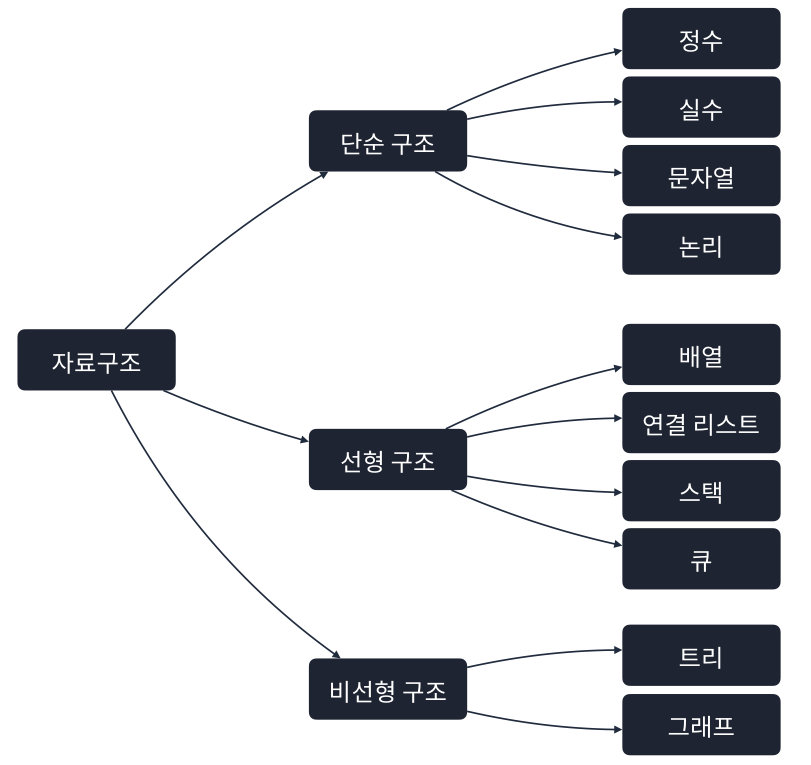 자료구조
단순 구조
정수
실수
문자열
논리
선형 구조
배열
연결 리스트
스택
큐
비선형 구조
트리
그래프